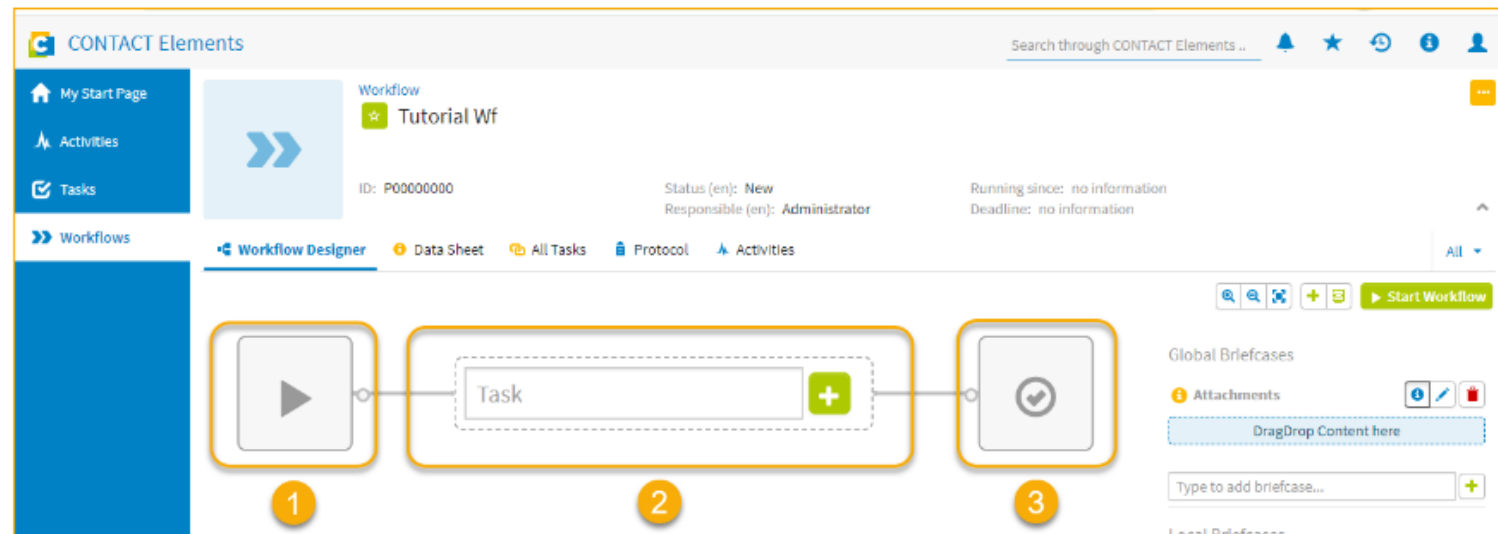 CONTACT Elements
Search through CONTACT Elements ..
My Start Page
Activities
Tasks
Workflows
Workflow
Tutorial Wf
ID: P00000000
Status (en): New
Running since: no information
Responsible (en): Administrator
Deadline: no information
Workflow Designer
Data Sheet
All Tasks
Protocol
Activities
All
Start Workflow
Task
Global Briefcases
Attachments
DragDrop Content here
Type to add briefcase...
Local Briefcases
1
2
3